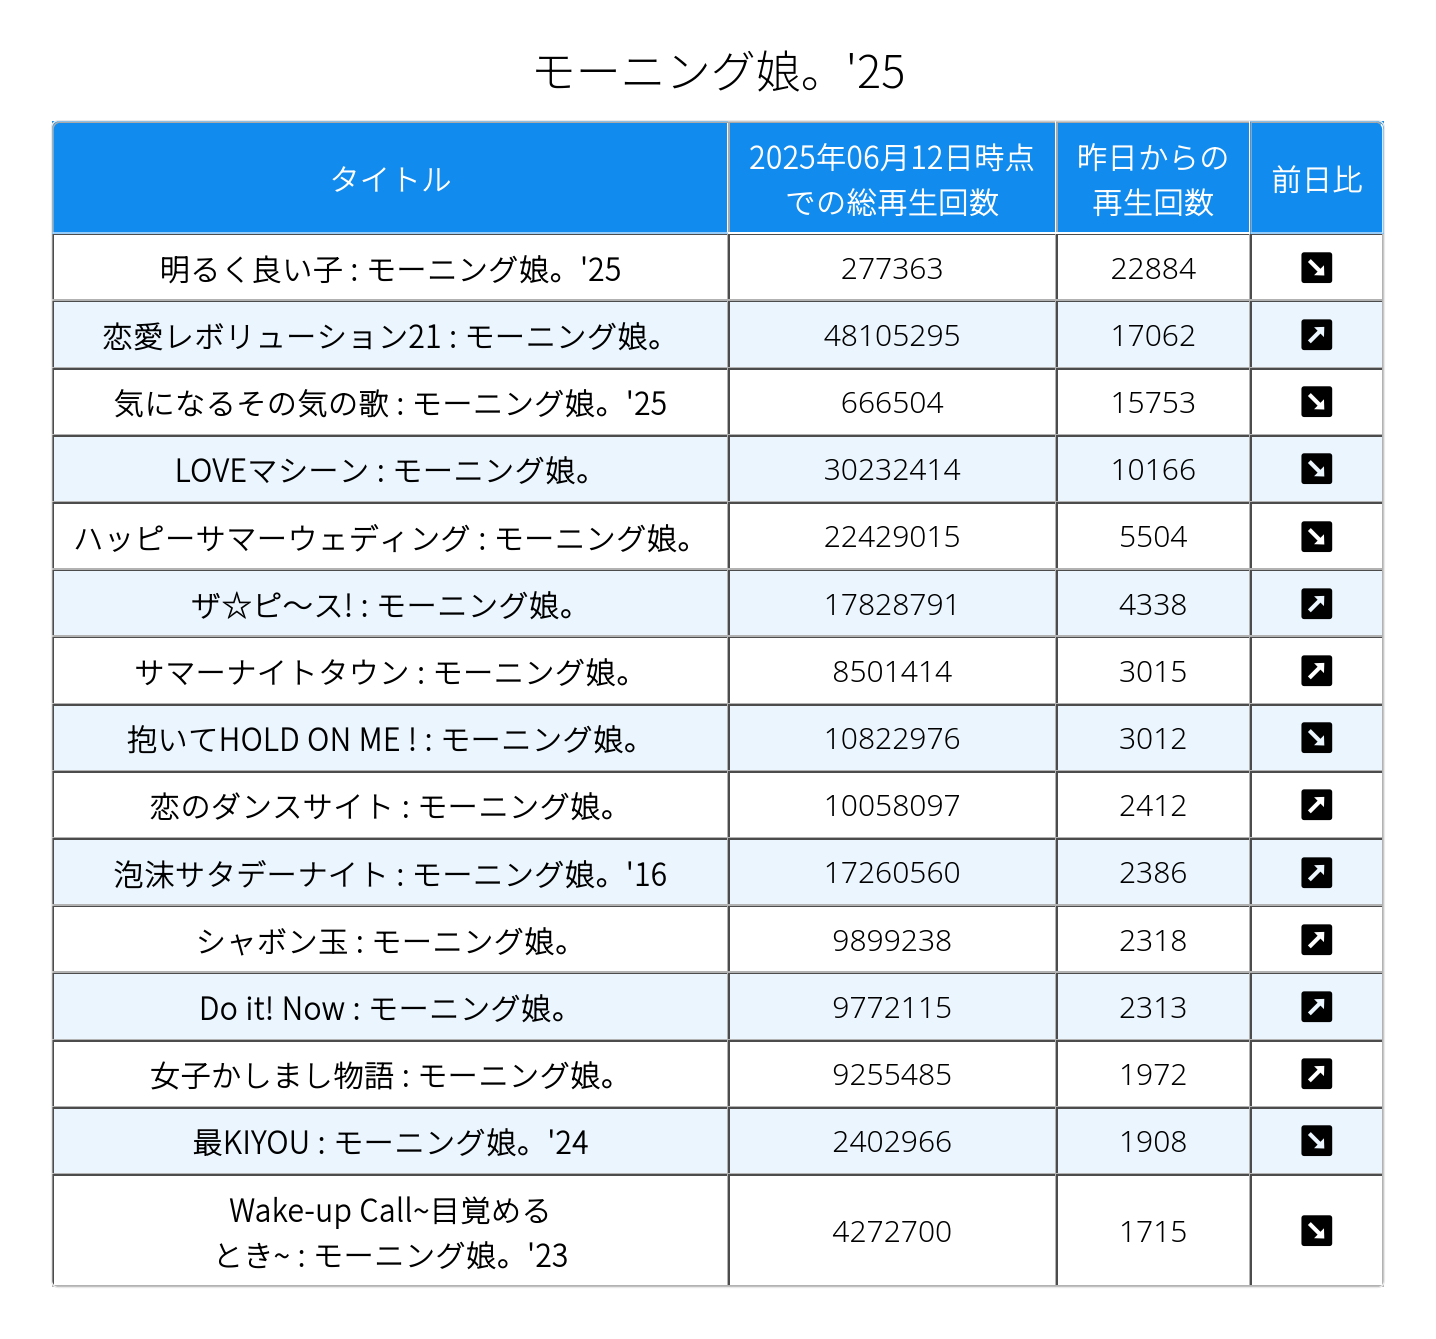 モーニング娘。'25
タイトル
2025年06月12日時点
での総再生回数
昨日からの
再生回数
前日比
明るく良い子 : モーニング娘。'25 277363 22884 ↘
恋愛レボリューション21 : モーニング娘。 48105295 17062 ↗
気になるその気の歌 : モーニング娘。'25 666504 15753 ↘
LOVEマシーン : モーニング娘。 30232414 10166 ↘
ハッピーサマーウェディング : モーニング娘。 22429015 5504 ↘
ザ☆ピ〜ス! : モーニング娘。 17828791 4338 ↗
サマーナイトタウン : モーニング娘。 8501414 3015 ↗
抱いてHOLD ON ME ! : モーニング娘。 10822976 3012 ↘
恋のダンスサイト : モーニング娘。 10058097 2412 ↗
泡沫サタデーナイト : モーニング娘。'16 17260560 2386 ↗
シャボン玉 : モーニング娘。 9899238 2318 ↗
Do it! Now : モーニング娘。 9772115 2313 ↗
女子かしまし物語 : モーニング娘。 9255485 1972 ↗
最KIYOU : モーニング娘。'24 2402966 1908 ↘
Wake-up Call~目覚める
とき~ : モーニング娘。'23 4272700 1715 ↘